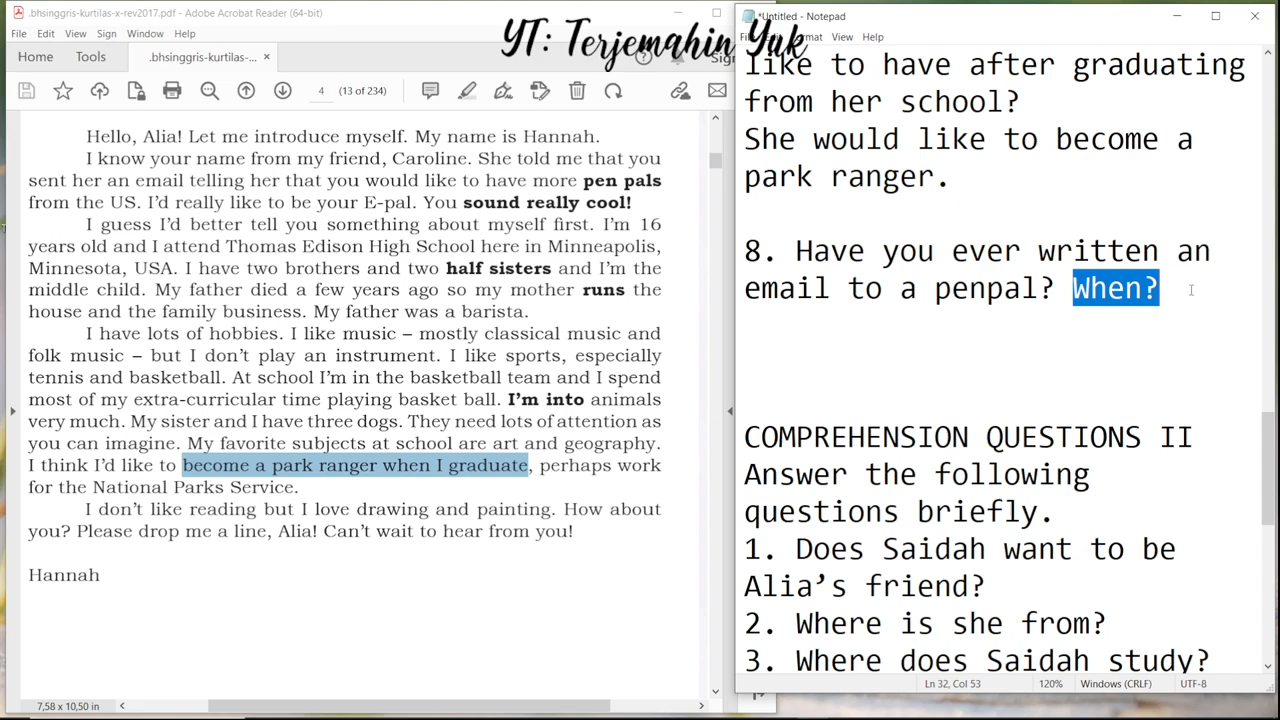 .bhsinggris-kurtilas-x-rev2017.pdf - Adobe Acrobat Reader (64-bit)
File Edit View Sign Window Help
Home Tools .bhsinggris-kurtilas-... × Sign
4 (13 of 234)
Hello, Alia! Let me introduce myself. My name is Hannah.
I know your name from my friend, Caroline. She told me that you
sent her an email telling her that you would like to have more pen pals
from the US. I’d really like to be your E-pal. You sound really cool!
I guess I’d better tell you something about myself first. I’m 16
years old and I attend Thomas Edison High School here in Minneapolis,
Minnesota, USA. I have two brothers and two half sisters and I’m the
middle child. My father died a few years ago so my mother runs the
house and the family business. My father was a barista.
I have lots of hobbies. I like music – mostly classical music and
folk music – but I don’t play an instrument. I like sports, especially
tennis and basketball. At school I’m in the basketball team and I spend
most of my extra-curricular time playing basket ball. I’m into animals
very much. My sister and I have three dogs. They need lots of attention as
you can imagine. My favorite subjects at school are art and geography.
I think I’d like to become a park ranger when I graduate, perhaps work
for the National Parks Service.
I don’t like reading but I love drawing and painting. How about
you? Please drop me a line, Alia! Can’t wait to hear from you!
Hannah
7,58 x 10,50 in
YT: Terjemahin Yuk
*Untitled - Notepad
File Edit Format View Help
like to have after graduating
from her school?
She would like to become a
park ranger.
8. Have you ever written an
email to a penpal? When?
COMPREHENSION QUESTIONS II
Answer the following
questions briefly.
1. Does Saidah want to be
Alia’s friend?
2. Where is she from?
3. Where does Saidah study?
Ln 32, Col 53 120% Windows (CRLF) UTF-8